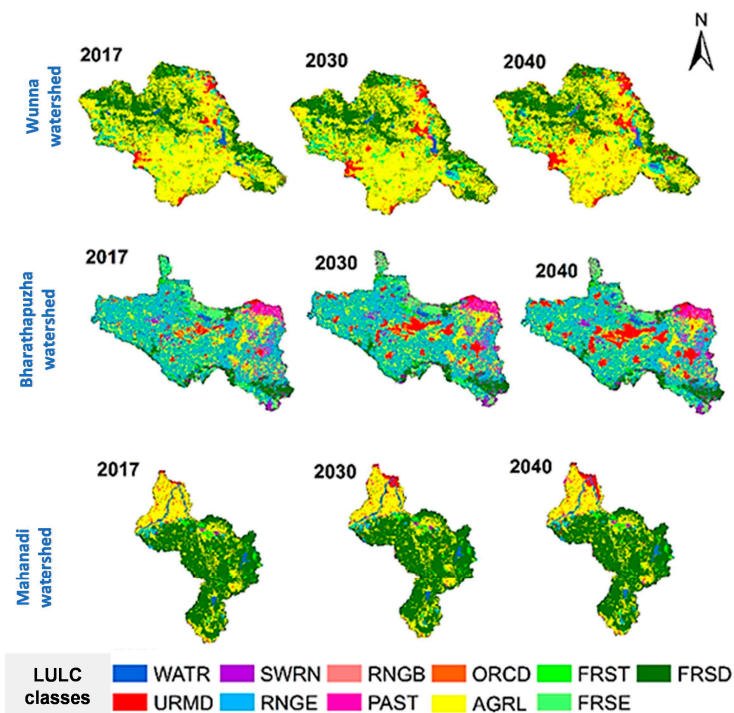 N
2017
2030
2040
Wunna
watershed
2017
2030
2040
Bharathapuzha
watershed
2017
2030
2040
Mahanadi
watershed
LULC
classes
WATR SWRN RNGB ORCD FRST FRSD
URMD RNGE PAST AGRL FRSE